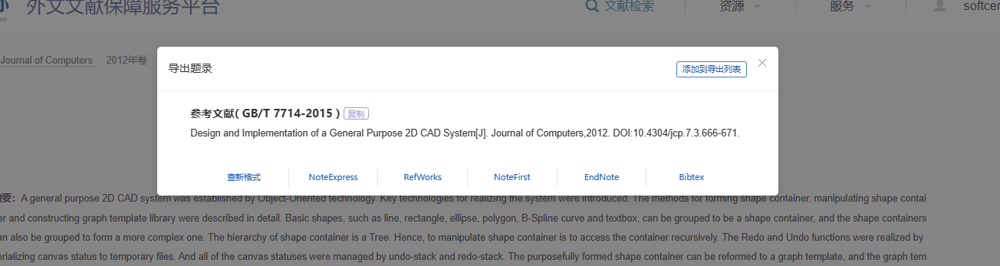 外文文献保障服务平台
文献检索
资源
服务
softcer
Journal of Computers
2012年卷
导出题录
添加到导出列表
参考文献( GB/T 7714-2015 ) 复制
Design and Implementation of a General Purpose 2D CAD System[J]. Journal of Computers,2012. DOI:10.4304/jcp.7.3.666-671.
查新格式
NoteExpress
RefWorks
NoteFirst
EndNote
Bibtex
摘要：A general purpose 2D CAD system was established by Object-Oriented technology. Key technologies for realizing the system were introduced. The methods for forming shape container, manipulating shape contai
er and constructing graph template library were described in detail. Basic shapes, such as line, rectangle, ellipse, polygon, B-Spline curve and textbox, can be grouped to be a shape container, and the shape containers
an also be grouped to form a more complex one. The hierarchy of shape container is a Tree. Hence, to manipulate shape container is to access the container recursively. The Redo and Undo functions were realized by
erializing canvas status to temporary files. And all of the canvas statuses were managed by undo-stack and redo-stack. The purposefully formed shape container can be reformed to a graph template, and the graph tem